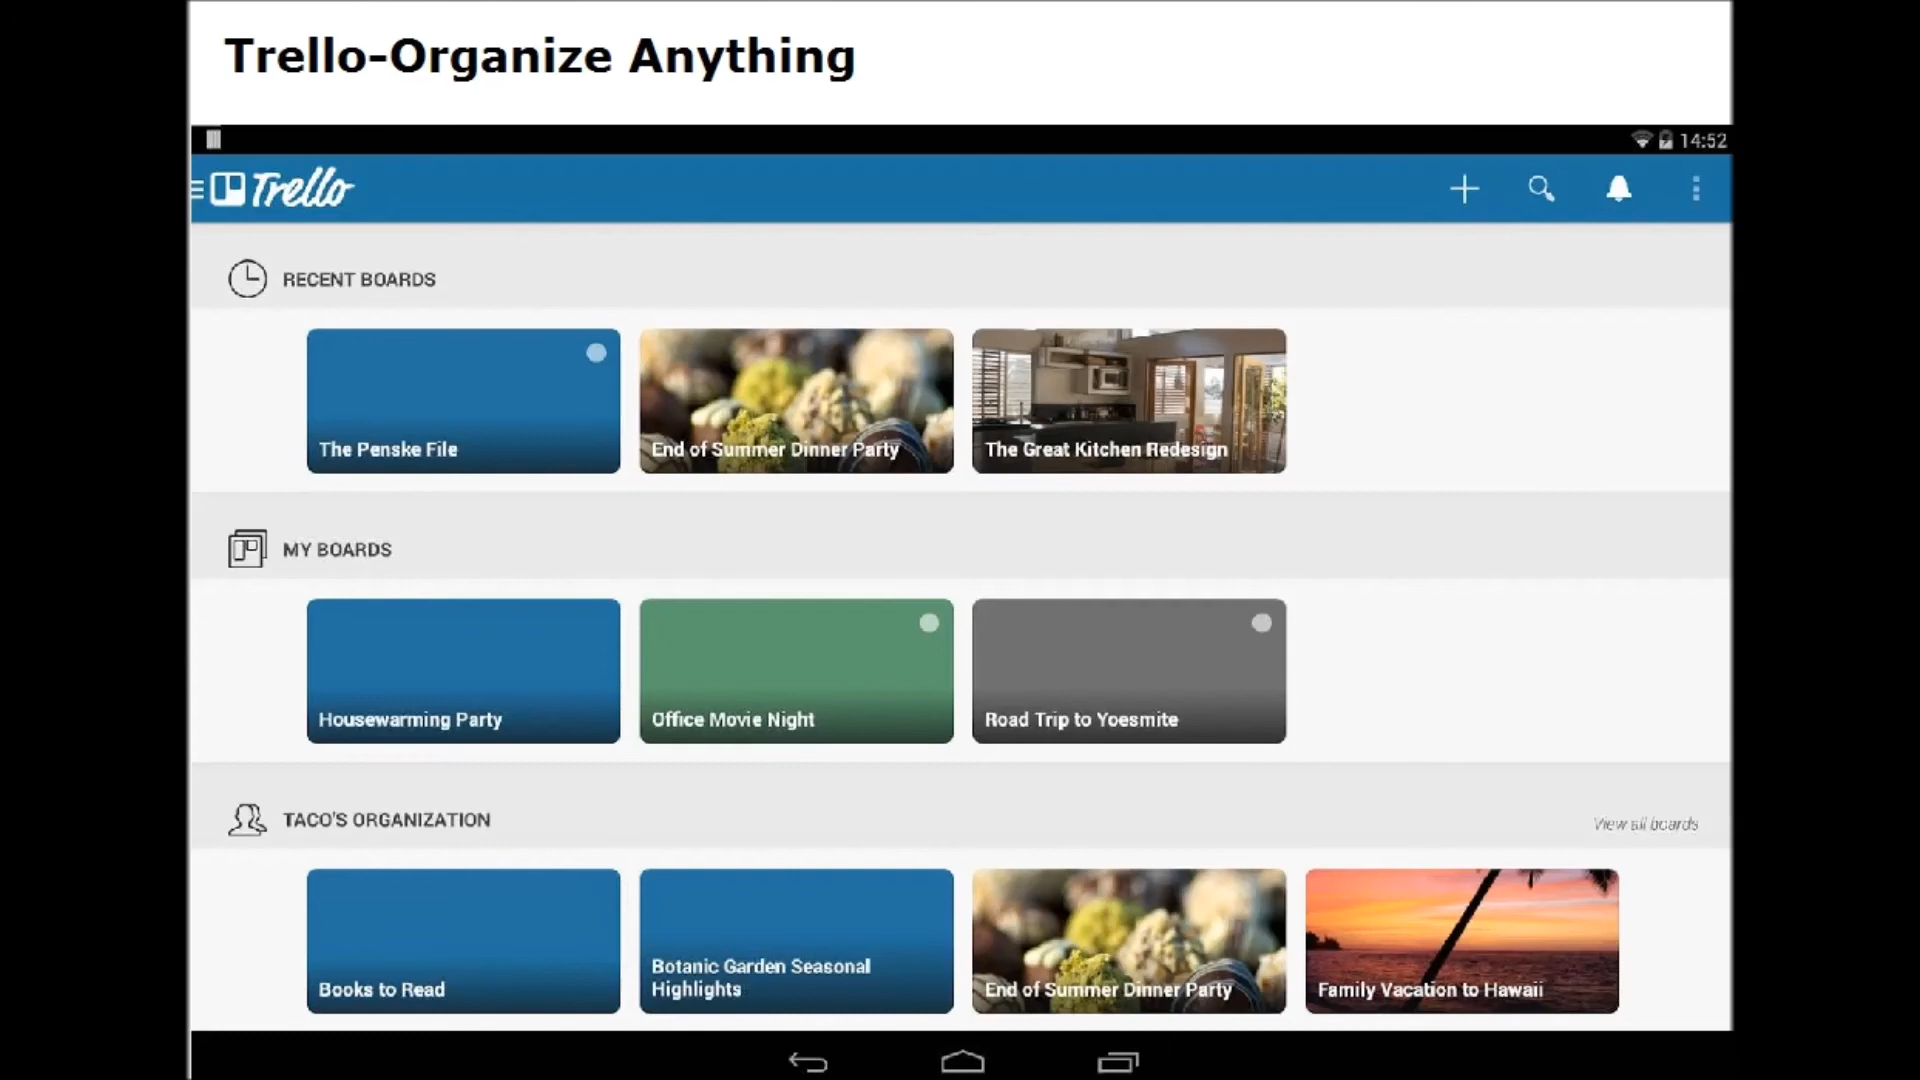 Trello-Organize Anything
14:52
Trello
RECENT BOARDS
The Penske File
End of Summer Dinner Party
The Great Kitchen Redesign
MY BOARDS
Housewarming Party
Office Movie Night
Road Trip to Yoesmite
TACO'S ORGANIZATION
View all boards
Books to Read
Botanic Garden Seasonal
Highlights
End of Summer Dinner Party
Family Vacation to Hawaii